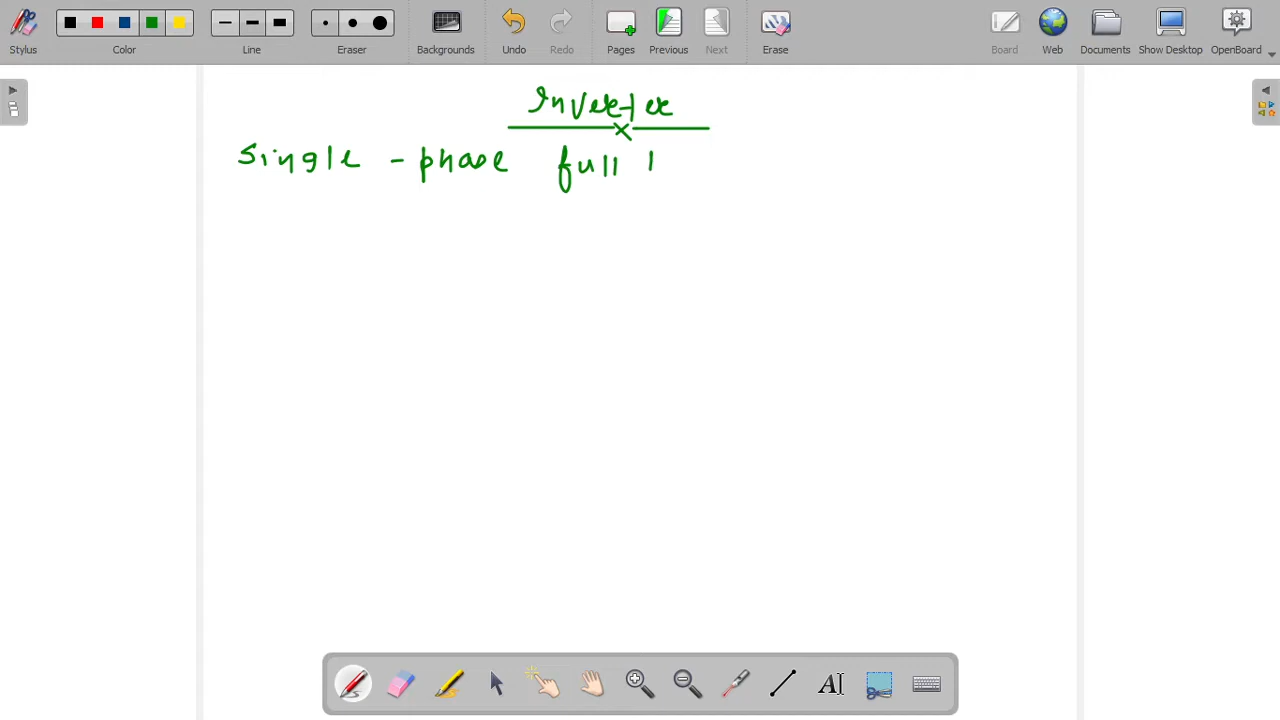 Stylus Color Line Eraser Backgrounds Undo Redo Pages Previous Next Erase Board Web Documents Show Desktop OpenBoard
Inverter
Single - phase full